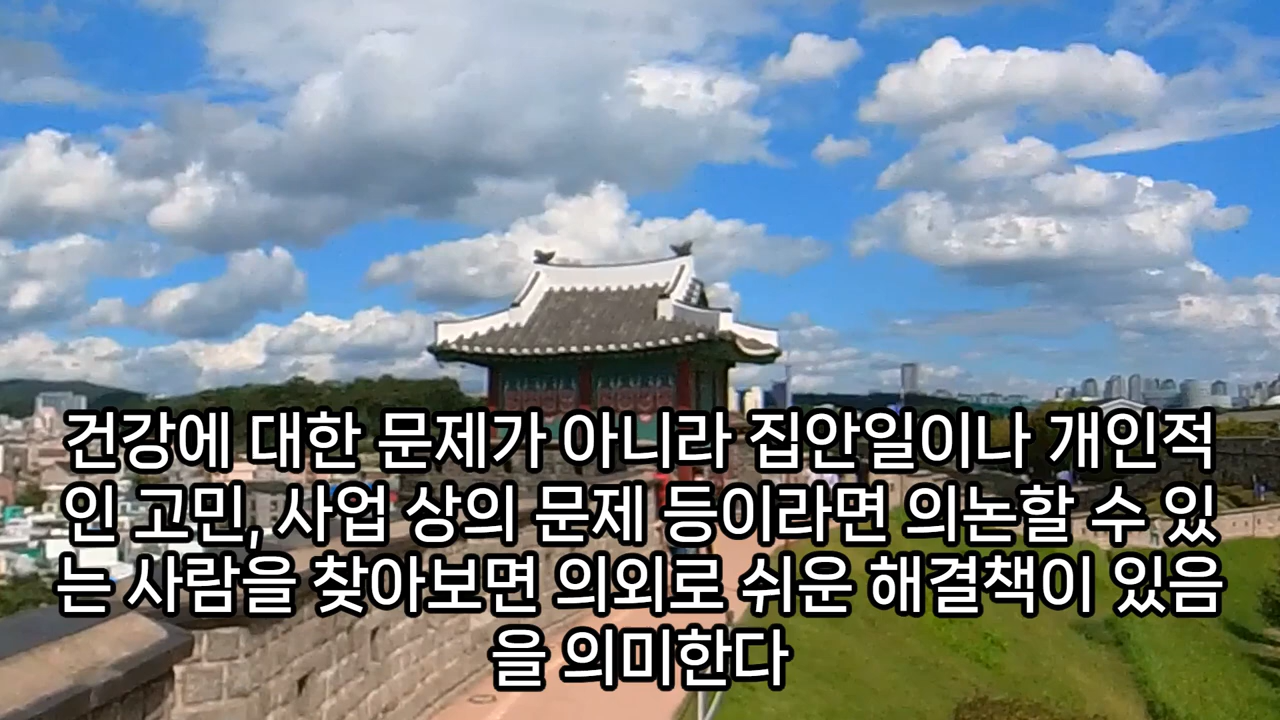 건강에 대한 문제가 아니라 집안일이나 개인적
인 고민, 사업 상의 문제 등이라면 의논할 수 있
는 사람을 찾아보면 의외로 쉬운 해결책이 있음
을 의미한다